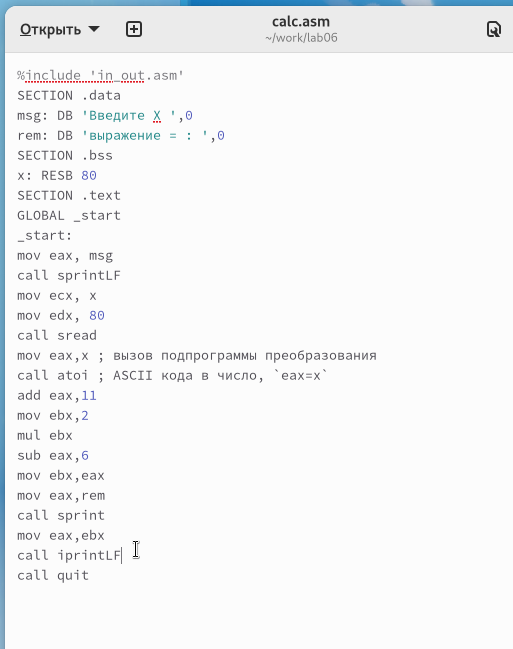 Открыть
calc.asm
~/work/lab06
%include 'in_out.asm'
SECTION .data
msg: DB 'Введите X ',0
rem: DB 'выражение = : ',0
SECTION .bss
x: RESB 80
SECTION .text
GLOBAL _start
_start:
mov eax, msg
call sprintLF
mov ecx, x
mov edx, 80
call sread
mov eax,x ; вызов подпрограммы преобразования
call atoi ; ASCII кода в число, `eax=x`
add eax,11
mov ebx,2
mul ebx
sub eax,6
mov ebx,eax
mov eax,rem
call sprint
mov eax,ebx
call iprintLF
call quit